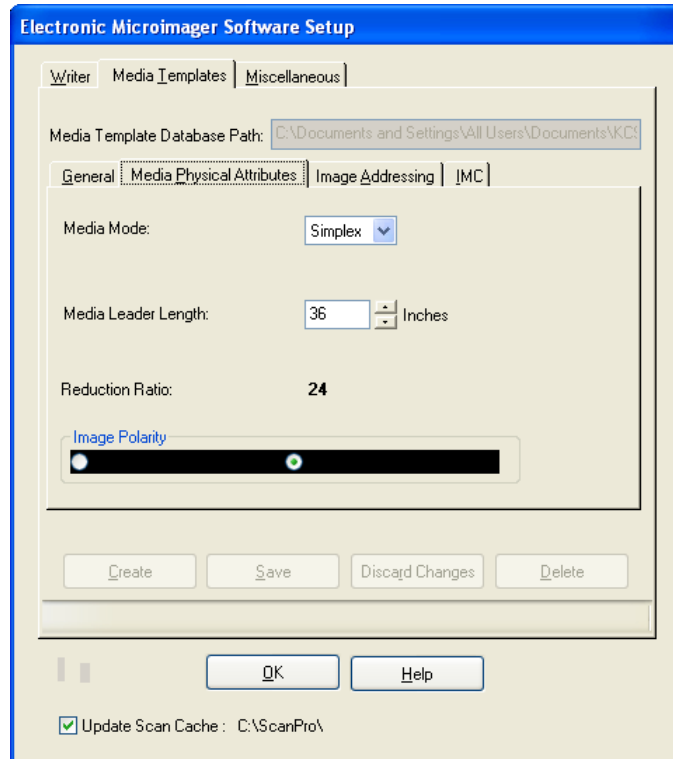 Electronic Microimager Software Setup
Writer Media Templates Miscellaneous
Media Template Database Path: C:\Documents and Settings\All Users\Documents\KC
General Media Physical Attributes Image Addressing IMC
Media Mode: Simplex
Media Leader Length: 36 Inches
Reduction Ratio: 24
Image Polarity
Create Save Discard Changes Delete
OK Help
Update Scan Cache : C:\ScanPro\